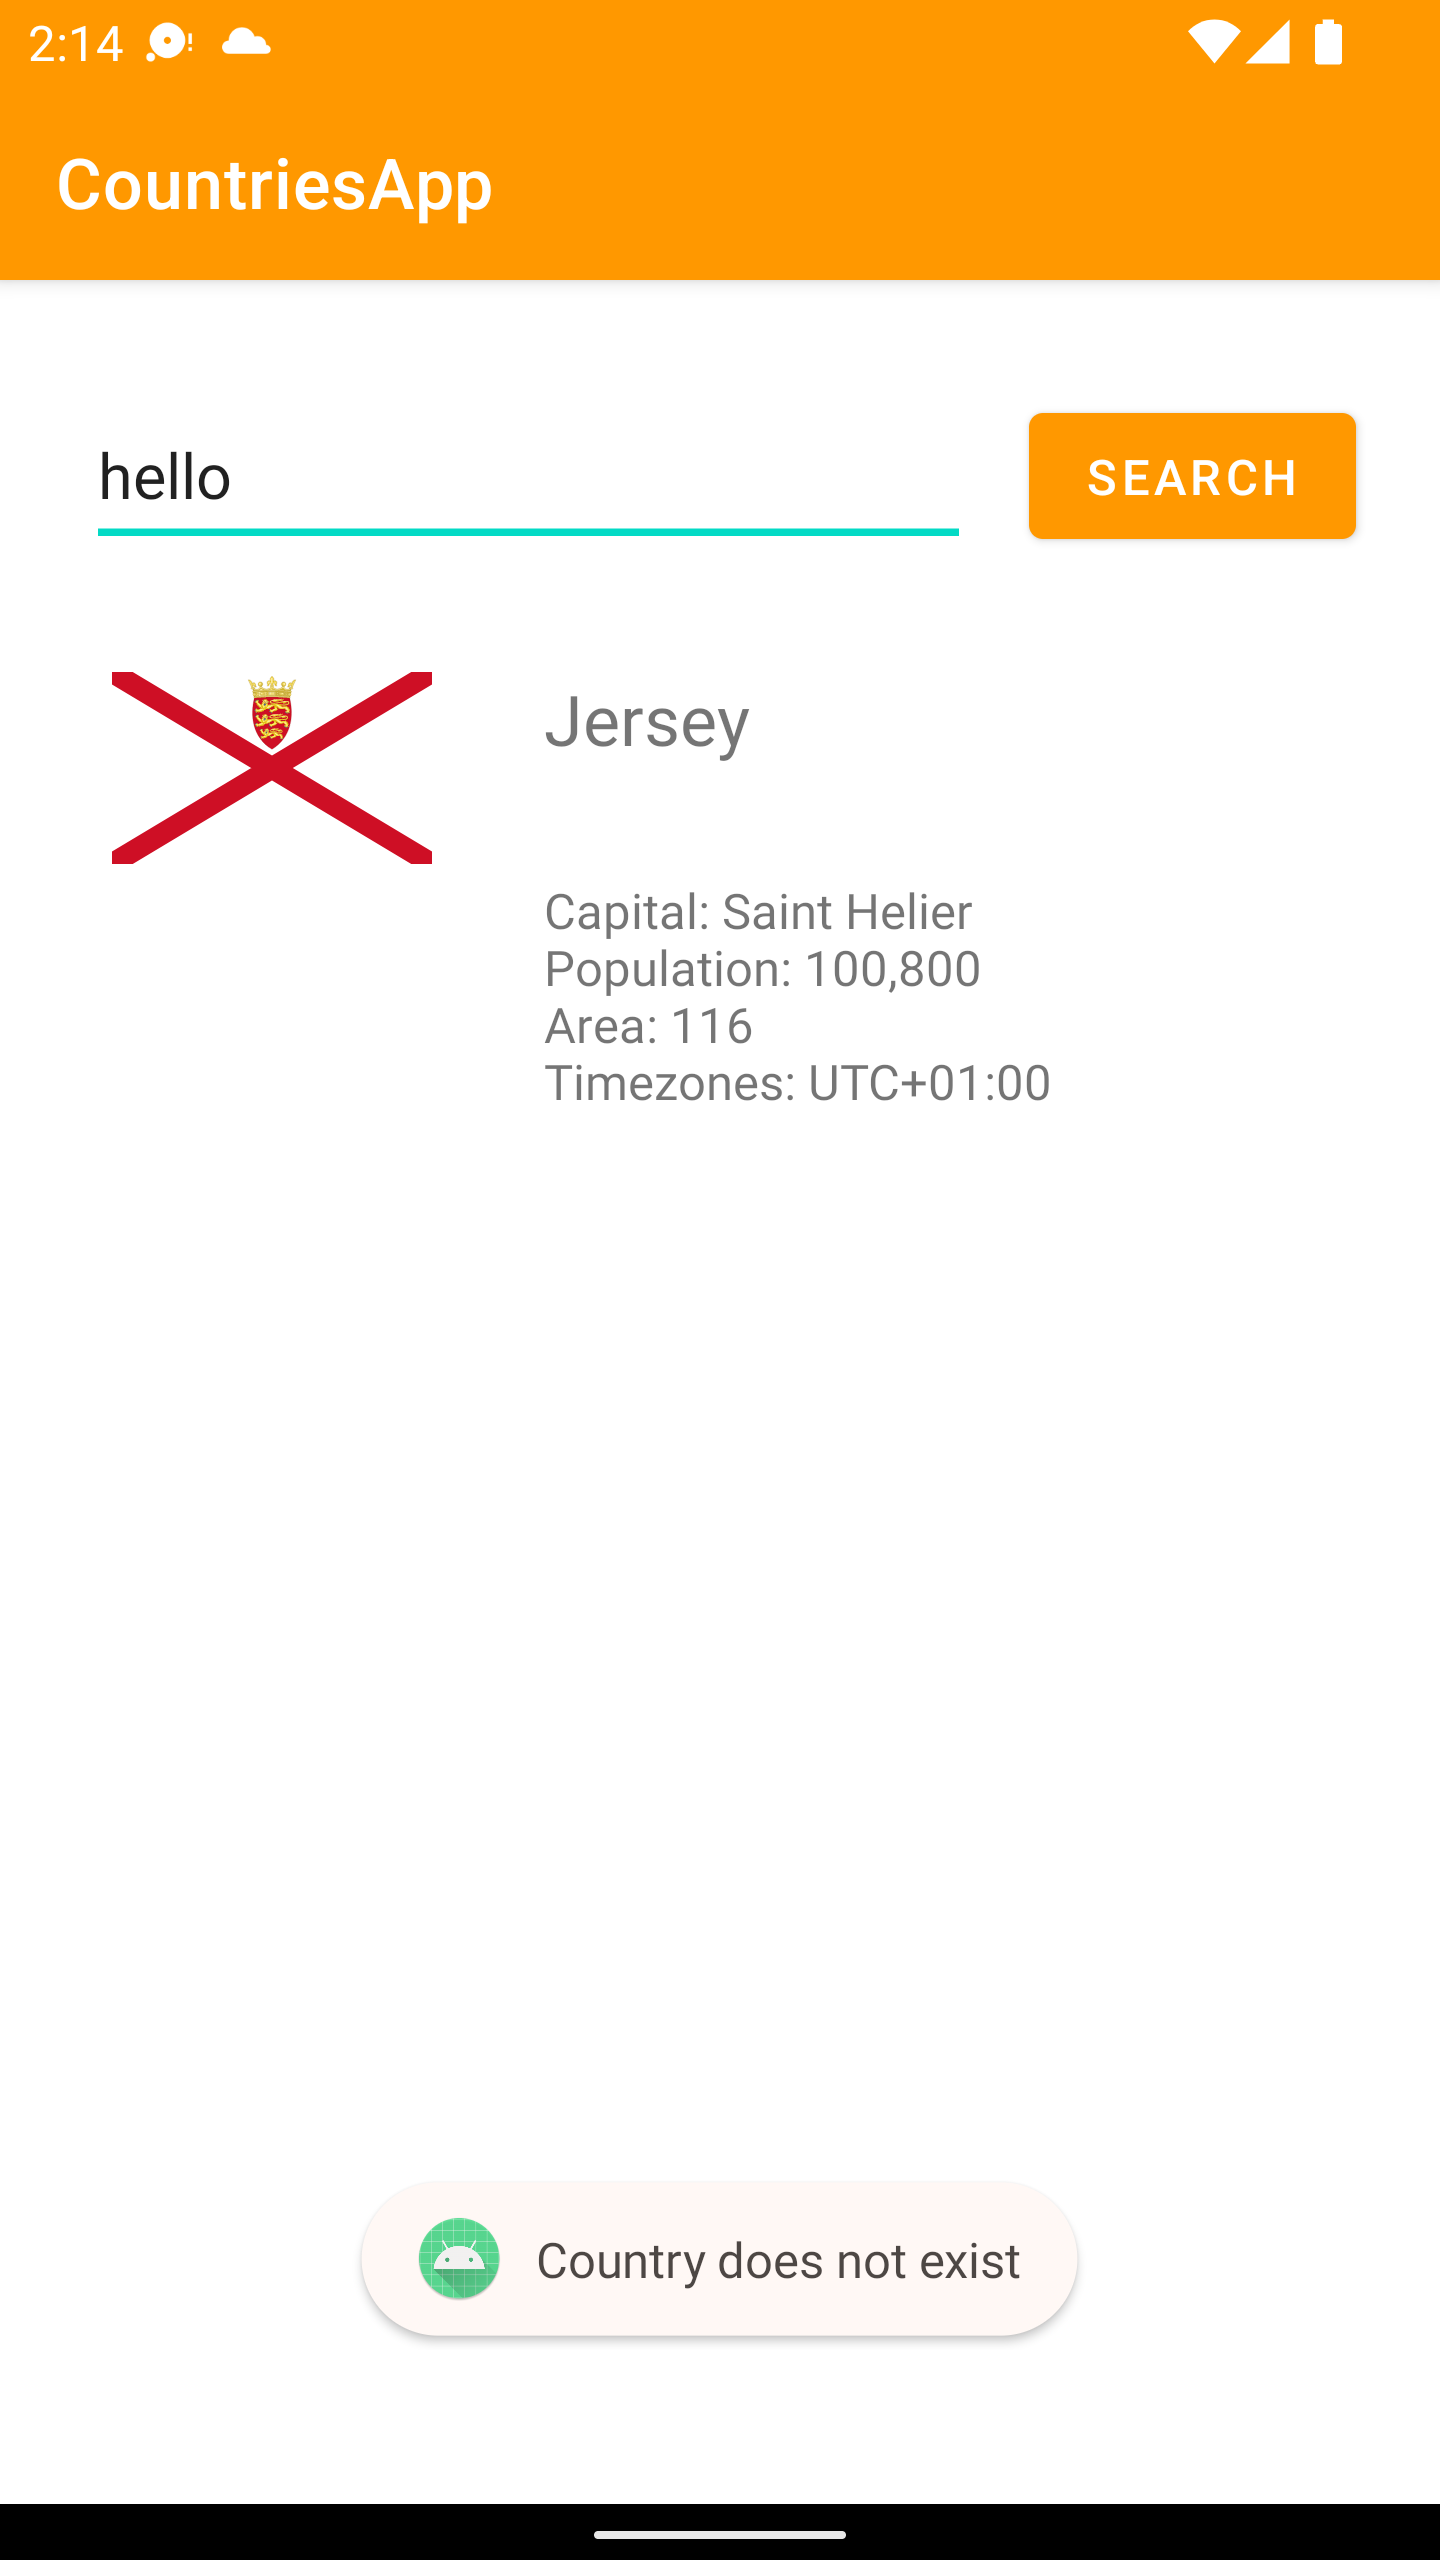 2:14
CountriesApp
hello
SEARCH
Jersey
Capital: Saint Helier
Population: 100,800
Area: 116
Timezones: UTC+01:00
Country does not exist